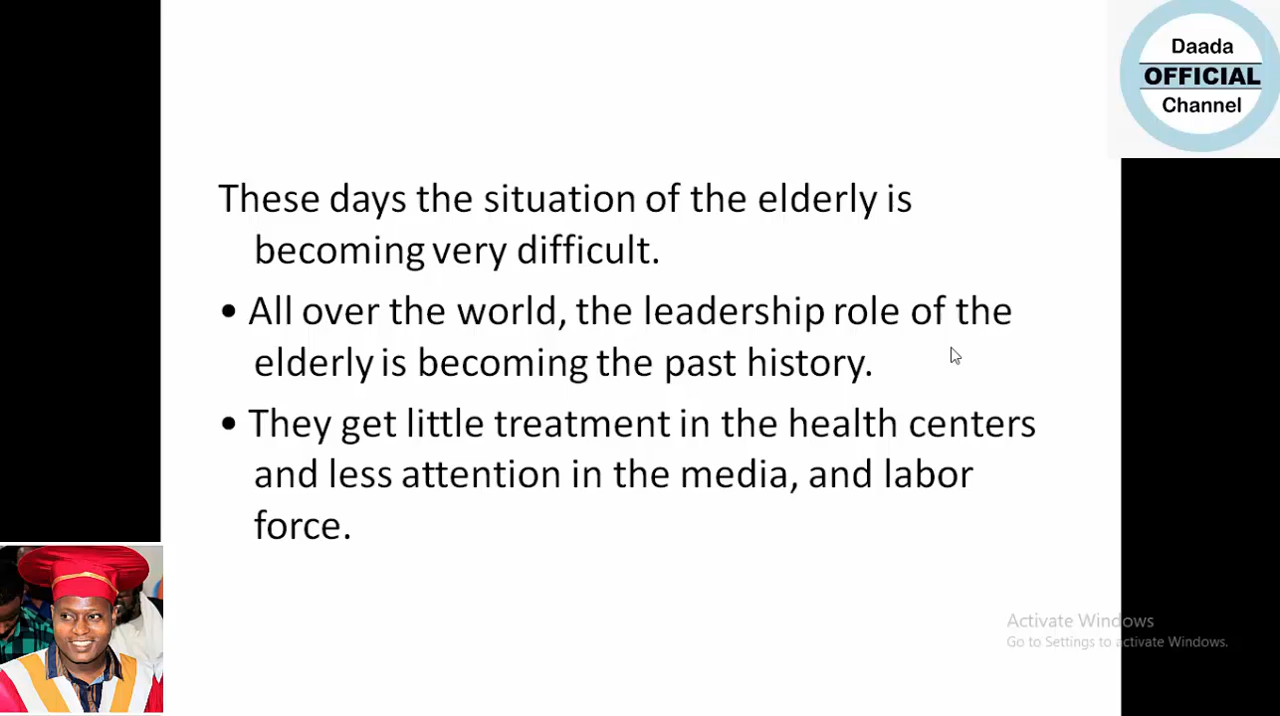 Daada
OFFICIAL
Channel
These days the situation of the elderly is
becoming very difficult.
• All over the world, the leadership role of the
elderly is becoming the past history.
• They get little treatment in the health centers
and less attention in the media, and labor
force.
Activate Windows
Go to Settings to activate Windows.